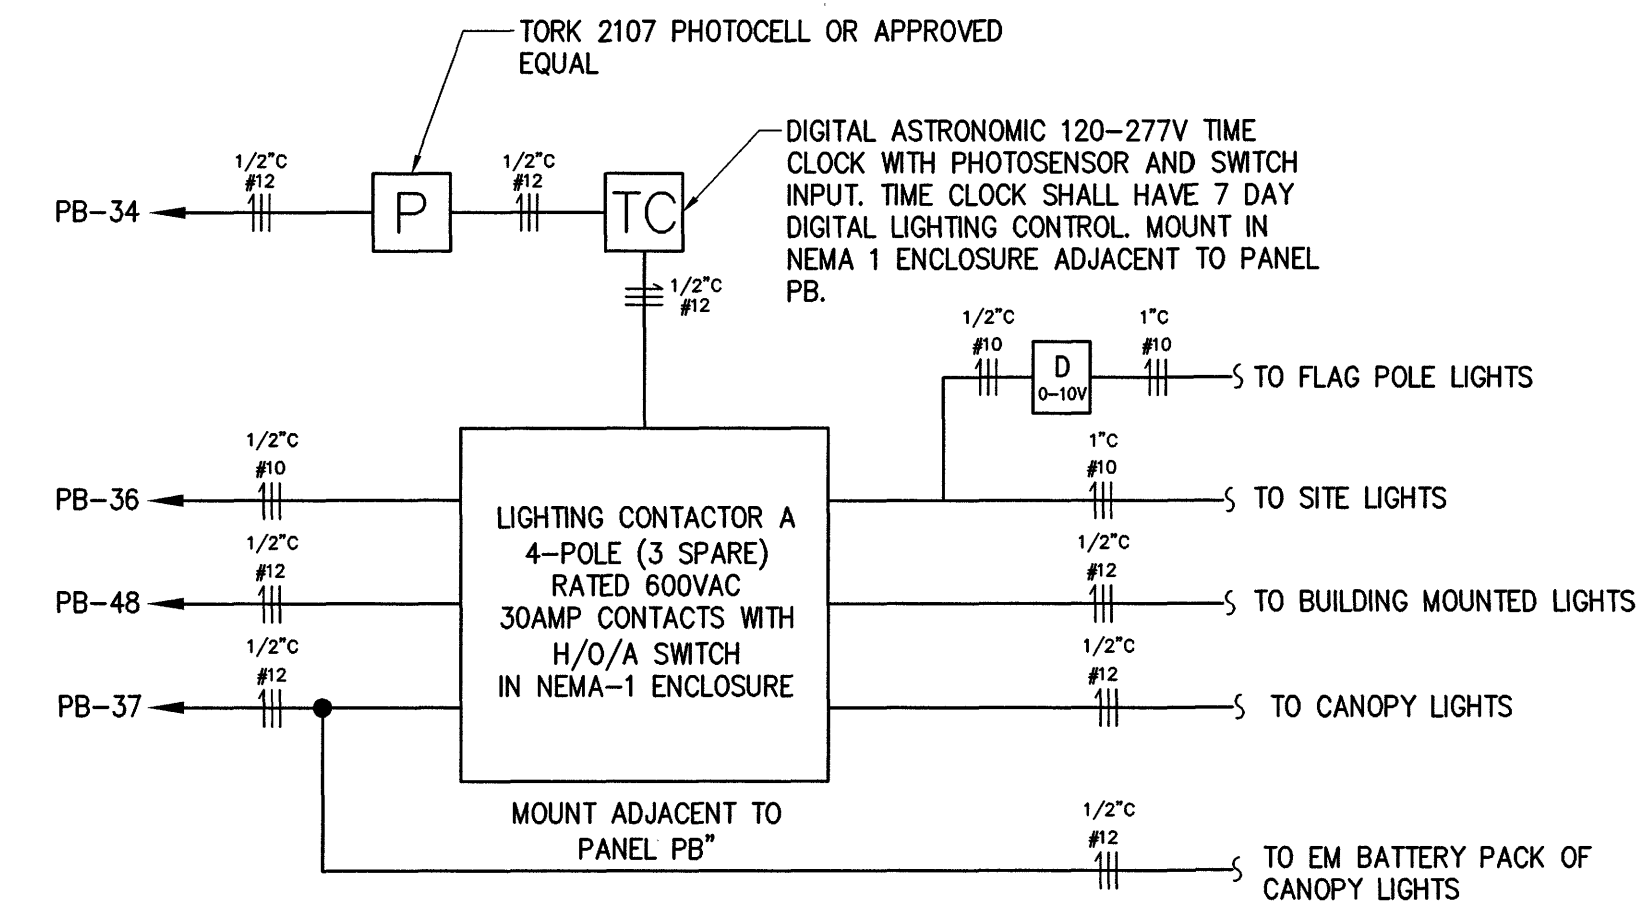 TORK 2107 PHOTOCELL OR APPROVED
EQUAL
DIGITAL ASTRONOMIC 120-277V TIME
CLOCK WITH PHOTOSENSOR AND SWITCH
INPUT. TIME CLOCK SHALL HAVE 7 DAY
DIGITAL LIGHTING CONTROL. MOUNT IN
NEMA 1 ENCLOSURE ADJACENT TO PANEL
PB.
1/2"C
#12
1/2"C
#12
PB-34
P
TC
1/2"C
#12
1/2"C
#10
1"C
#10
D
0-10V
TO FLAG POLE LIGHTS
1/2"C
#10
PB-36
1"C
#10
TO SITE LIGHTS
1/2"C
#12
PB-48
1/2"C
#12
TO BUILDING MOUNTED LIGHTS
1/2"C
#12
PB-37
1/2"C
#12
TO CANOPY LIGHTS
LIGHTING CONTACTOR A
4-POLE (3 SPARE)
RATED 600VAC
30AMP CONTACTS WITH
H/O/A SWITCH
IN NEMA-1 ENCLOSURE
MOUNT ADJACENT TO
PANEL PB"
1/2"C
#12
TO EM BATTERY PACK OF
CANOPY LIGHTS